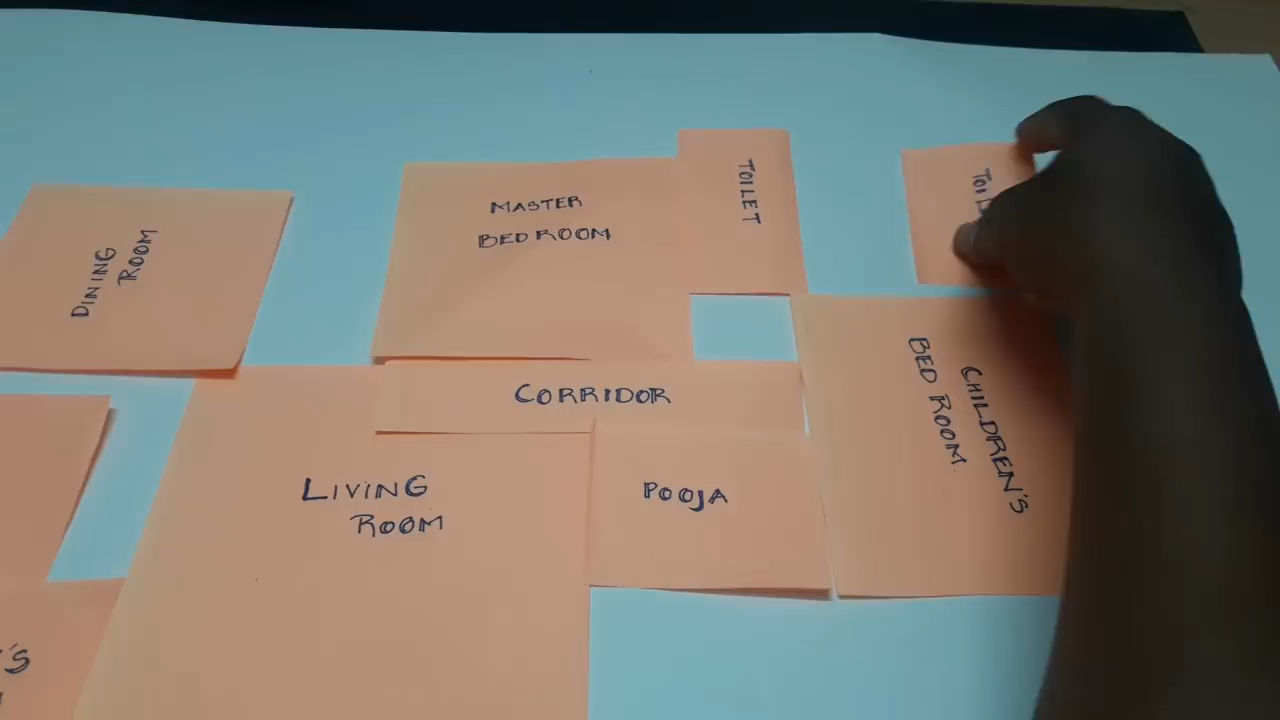 MASTER
BEDROOM
TOILET
DINING
ROOM
CORRIDOR
CHILDREN'S
BED ROOM.
LIVING
ROOM
POOJA